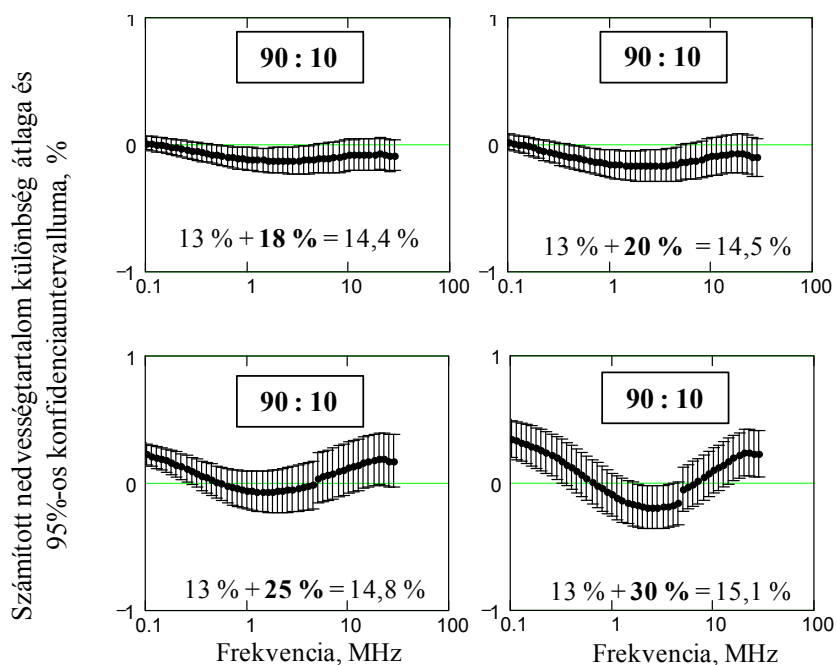 Számított nedvességtartalom különbség átlaga és
95%-os konfidenciauntervalluma, %
1
0
−1
90 : 10
13 % + 18 % = 14,4 %
0.1 1 10 100
1
0
−1
90 : 10
13 % + 20 % = 14,5 %
0.1 1 10 100
1
0
−1
90 : 10
13 % + 25 % = 14,8 %
0.1 1 10 100
Frekvencia, MHz
1
0
−1
90 : 10
13 % + 30 % = 15,1 %
0.1 1 10 100
Frekvencia, MHz